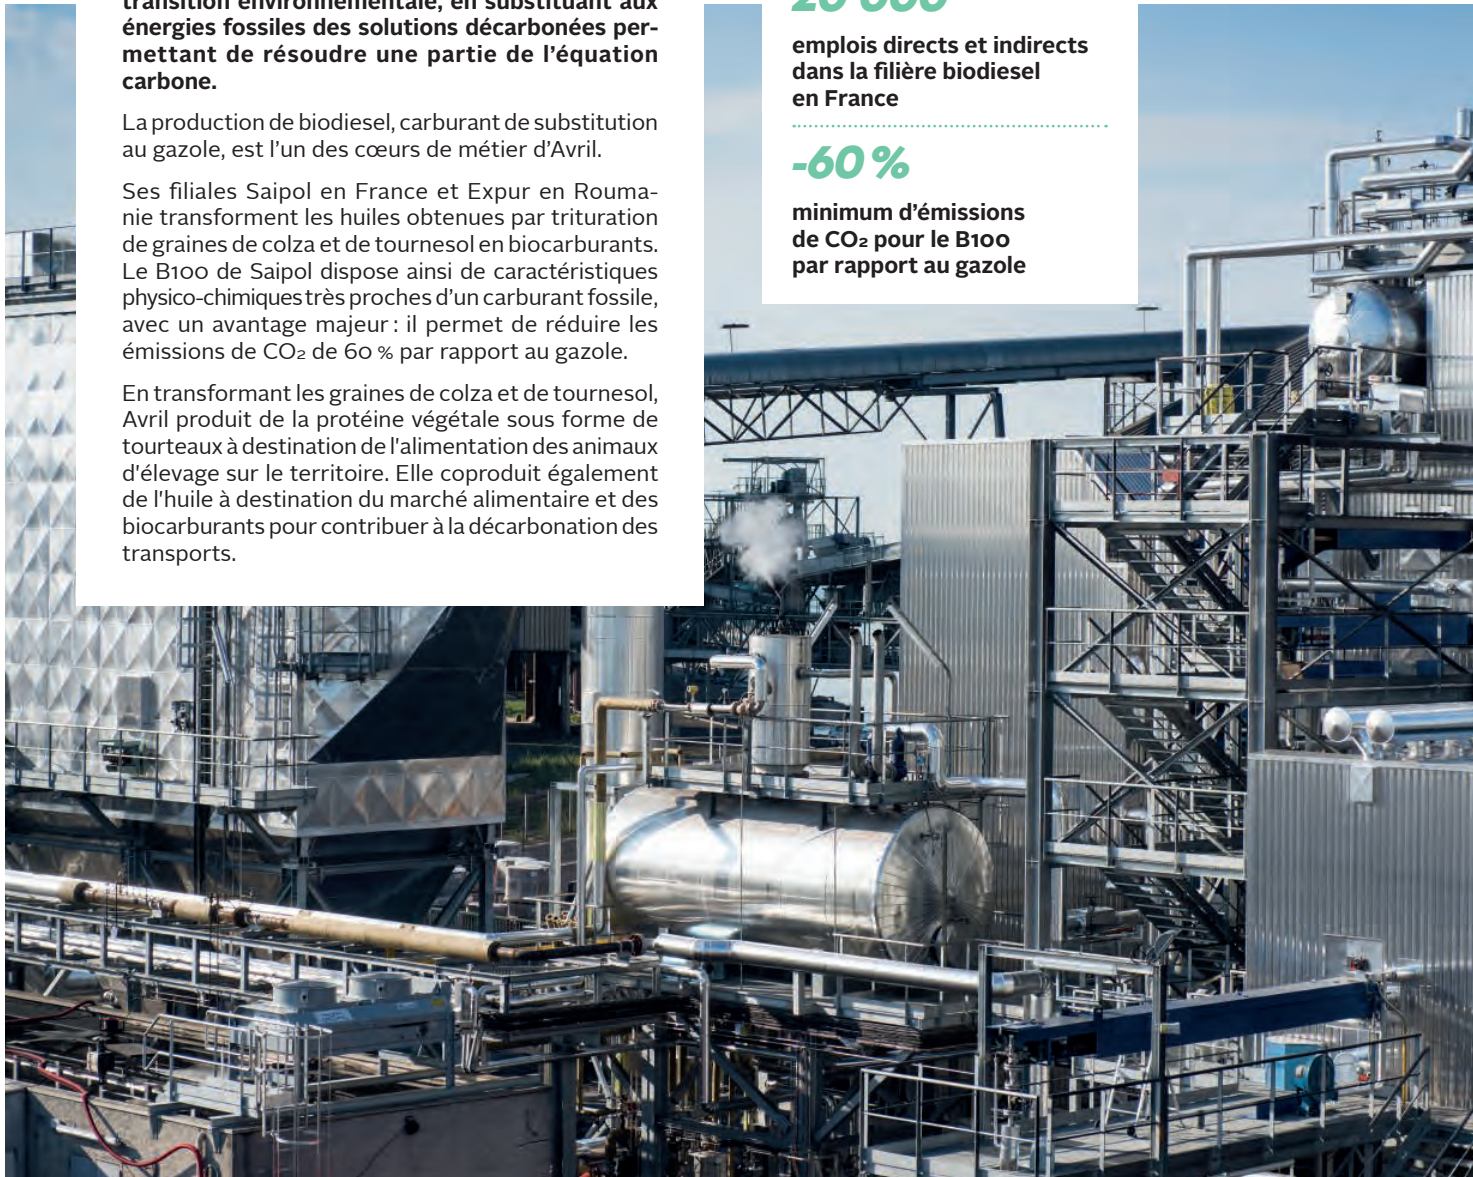 transition environnementale, en substituant aux
énergies fossiles des solutions décarbonées per-
mettant de résoudre une partie de l'équation
carbone.
La production de biodiesel, carburant de substitution
au gazole, est l'un des cœurs de métier d'Avril.
Ses filiales Saipol en France et Expur en Rouma-
nie transforment les huiles obtenues par trituration
de graines de colza et de tournesol en biocarburants.
Le B100 de Saipol dispose ainsi de caractéristiques
physico-chimiques très proches d'un carburant fossile,
avec un avantage majeur : il permet de réduire les
émissions de CO₂ de 60 % par rapport au gazole.
En transformant les graines de colza et de tournesol,
Avril produit de la protéine végétale sous forme de
tourteaux à destination de l'alimentation des animaux
d'élevage sur le territoire. Elle coproduit également
de l'huile à destination du marché alimentaire et des
biocarburants pour contribuer à la décarbonation des
transports.
20 000
emplois directs et indirects
dans la filière biodiesel
en France
-60 %
minimum d'émissions
de CO₂ pour le B100
par rapport au gazole